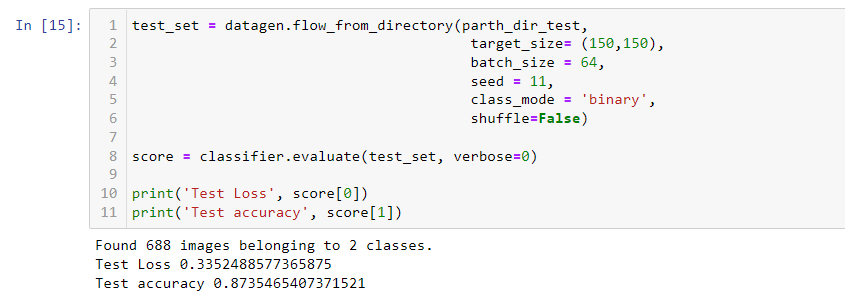 In [15]:
1 test_set = datagen.flow_from_directory(parth_dir_test,
2 target_size= (150,150),
3 batch_size = 64,
4 seed = 11,
5 class_mode = 'binary',
6 shuffle=False)
7
8 score = classifier.evaluate(test_set, verbose=0)
9
10 print('Test Loss', score[0])
11 print('Test accuracy', score[1])
Found 688 images belonging to 2 classes.
Test Loss 0.3352488577365875
Test accuracy 0.8735465407371521